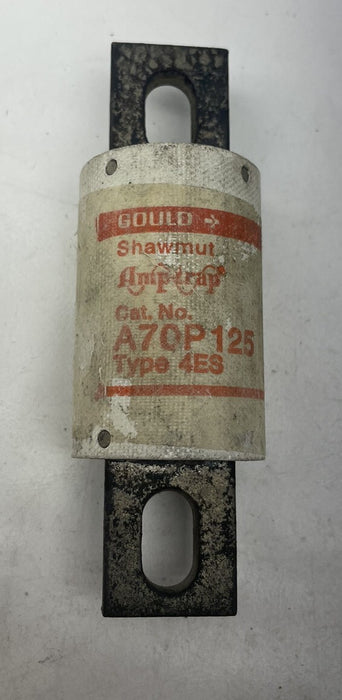 GOULD →
Shawmut
Amp-trap®
Cat. No.
A70P125
Type 4ES